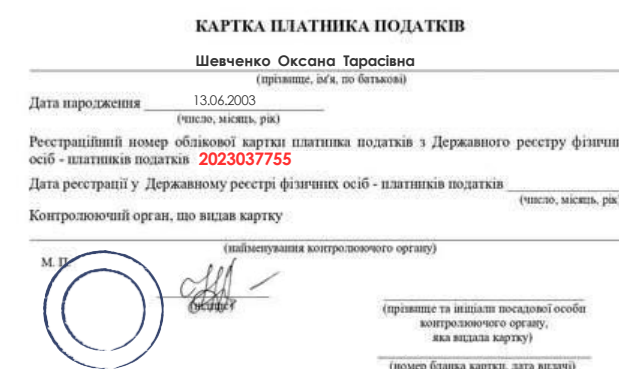 КАРТКА ПЛАТНИКА ПОДАТКІВ
Шевченко Оксана Тарасівна
(прізвище, ім'я, по батькові)
Дата народження 13.06.2003
(число, місяць, рік)
Реєстраційний номер облікової картки платника податків з Державного реєстру фізичн
осіб - платників податків 2023037755
Дата реєстрації у Державному реєстрі фізичних осіб - платників податків
(число, місяць, рік)
Контролюючий орган, що видав картку
(найменування контролюючого органу)
М. П.
(підпис)
(прізвище та ініціали посадової особи
контролюючого органу,
яка видала картку)
(номер бланка картки, дата видачі)